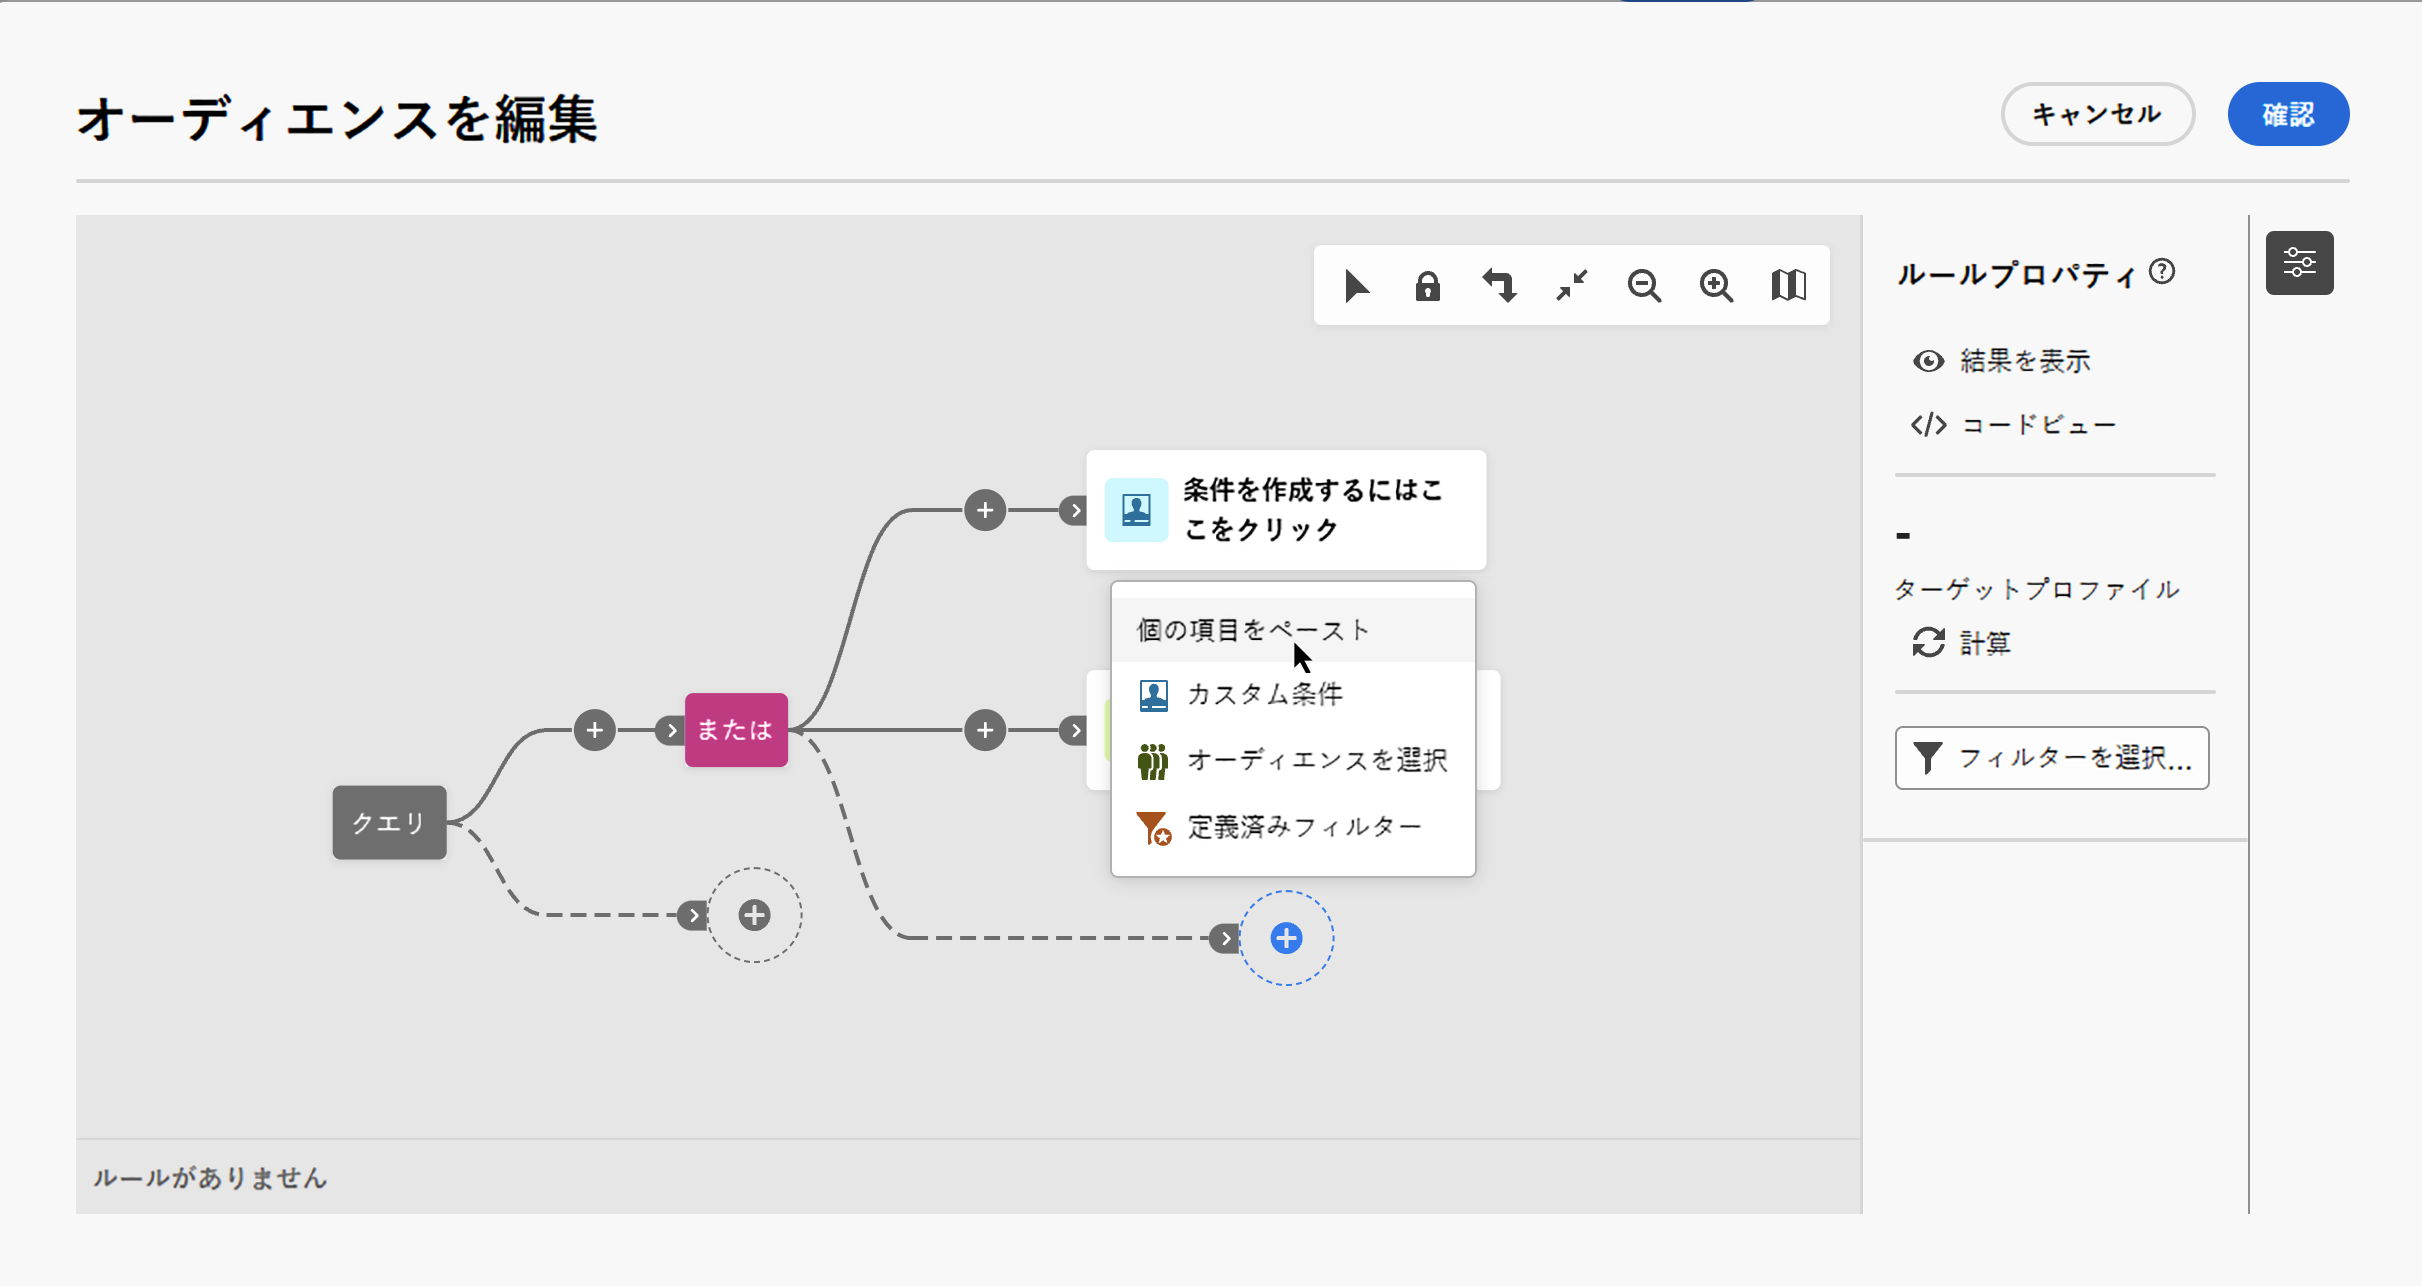 オーディエンスを編集
キャンセル
確認
ルールプロパティ
結果を表示
コードビュー
-
ターゲットプロファイル
計算
フィルターを選択...
条件を作成するにはこ
こをクリック
個の項目をペースト
カスタム条件
オーディエンスを選択
定義済みフィルター
または
クエリ
ルールがありません